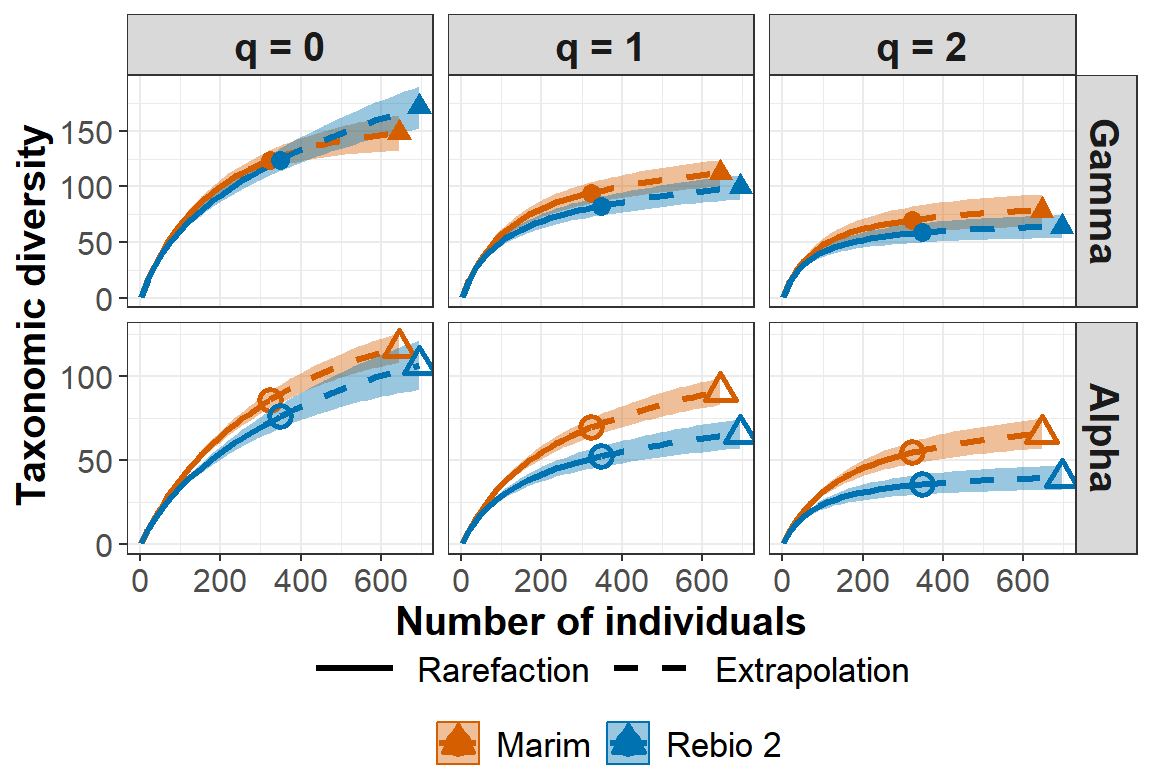 q = 0 q = 1 q = 2
Taxonomic diversity
150
100
50
0
Gamma
100
50
0
Alpha
0 200 400 600 0 200 400 600 0 200 400 600
Number of individuals
Rarefaction Extrapolation
Marim Rebio 2